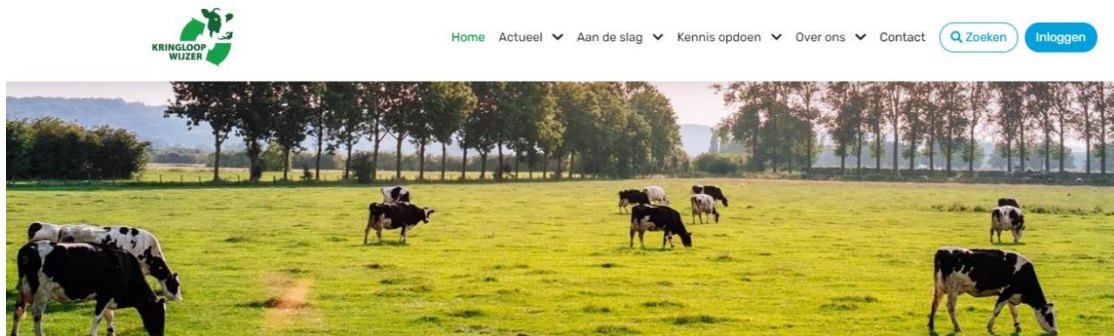 KRINGLOOP
WIJZER
Home Actueel Aan de slag Kennis opdoen Over ons Contact Zoeken Inloggen